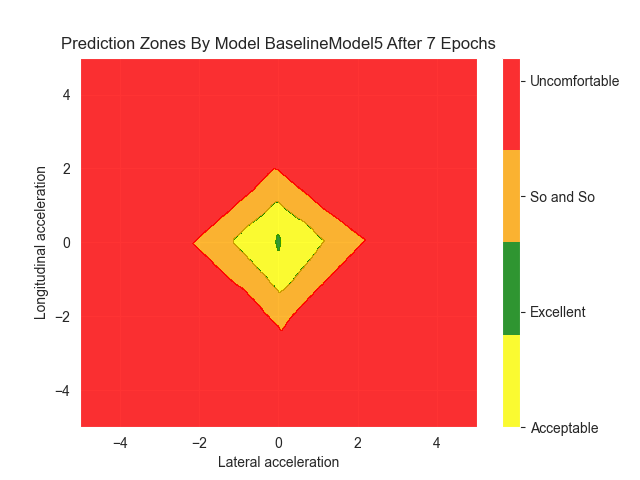 Prediction Zones By Model BaselineModel5 After 7 Epochs
Longitudinal acceleration
4
2
0
−2
−4
−4
−2
0
2
4
Lateral acceleration
Uncomfortable
So and So
Excellent
Acceptable